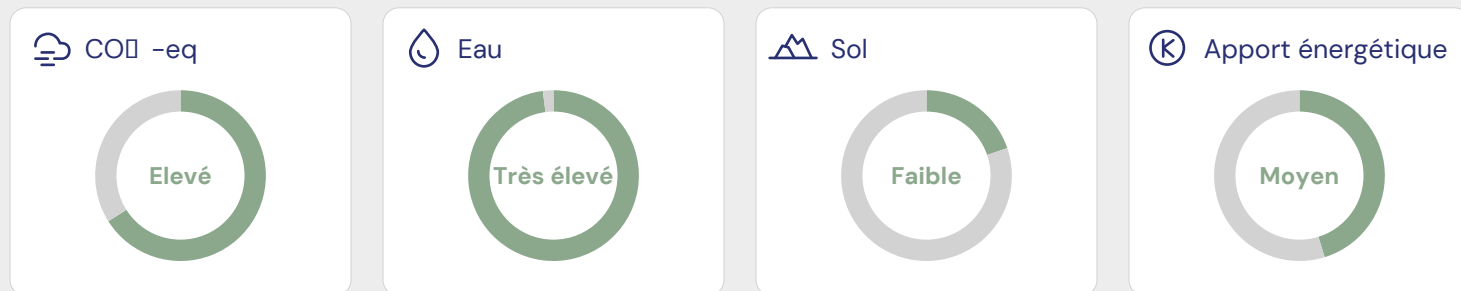 CO▯ -eq
Elevé
Eau
Très élevé
Sol
Faible
Apport énergétique
Moyen